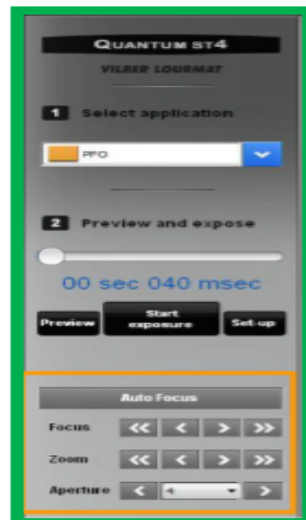 QUANTUM ST4
VILBER LOURMAT
1 Select application
PFO
2 Preview and expose
00 sec 040 msec
Preview Start exposure Set-up
Auto Focus
Focus << < > >>
Zoom << < > >>
Aperture < 4 >